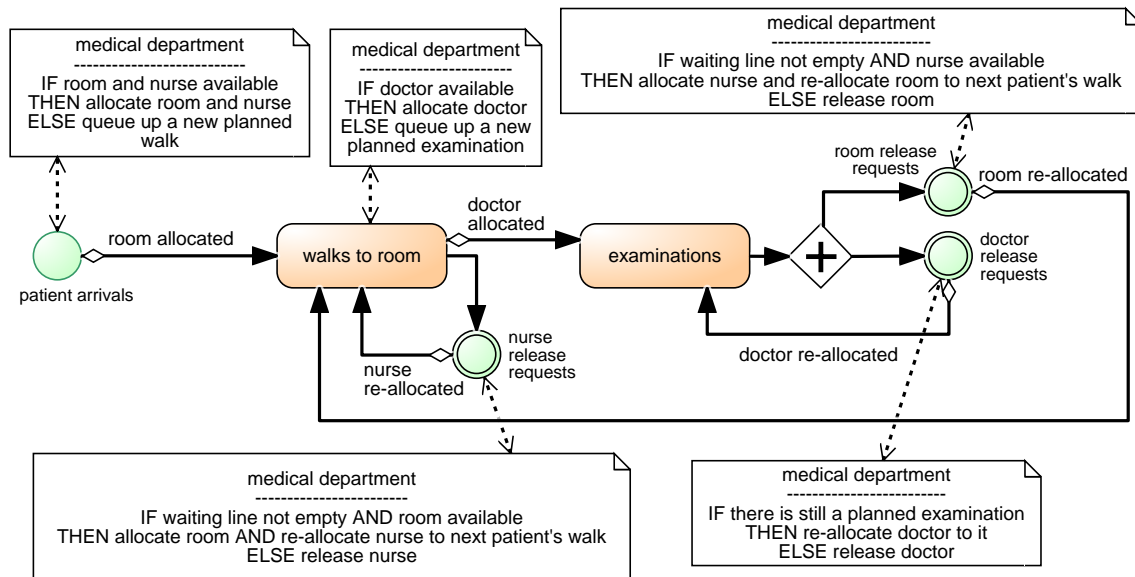 medical department
---------------------------
IF room and nurse available
THEN allocate room and nurse
ELSE queue up a new planned
walk
medical department
-------------------------
IF doctor available
THEN allocate doctor
ELSE queue up a new
planned examination
medical department
--------------------------
IF waiting line not empty AND nurse available
THEN allocate nurse and re-allocate room to next patient's walk
ELSE release room
room release
requests
room re-allocated
room allocated
patient arrivals
walks to room
doctor
allocated
examinations
doctor
release
requests
nurse
re-allocated
nurse
release
requests
doctor re-allocated
medical department
-------------------------
IF waiting line not empty AND room available
THEN allocate room AND re-allocate nurse to next patient's walk
ELSE release nurse
medical department
--------------------------
IF there is still a planned examination
THEN re-allocate doctor to it
ELSE release doctor